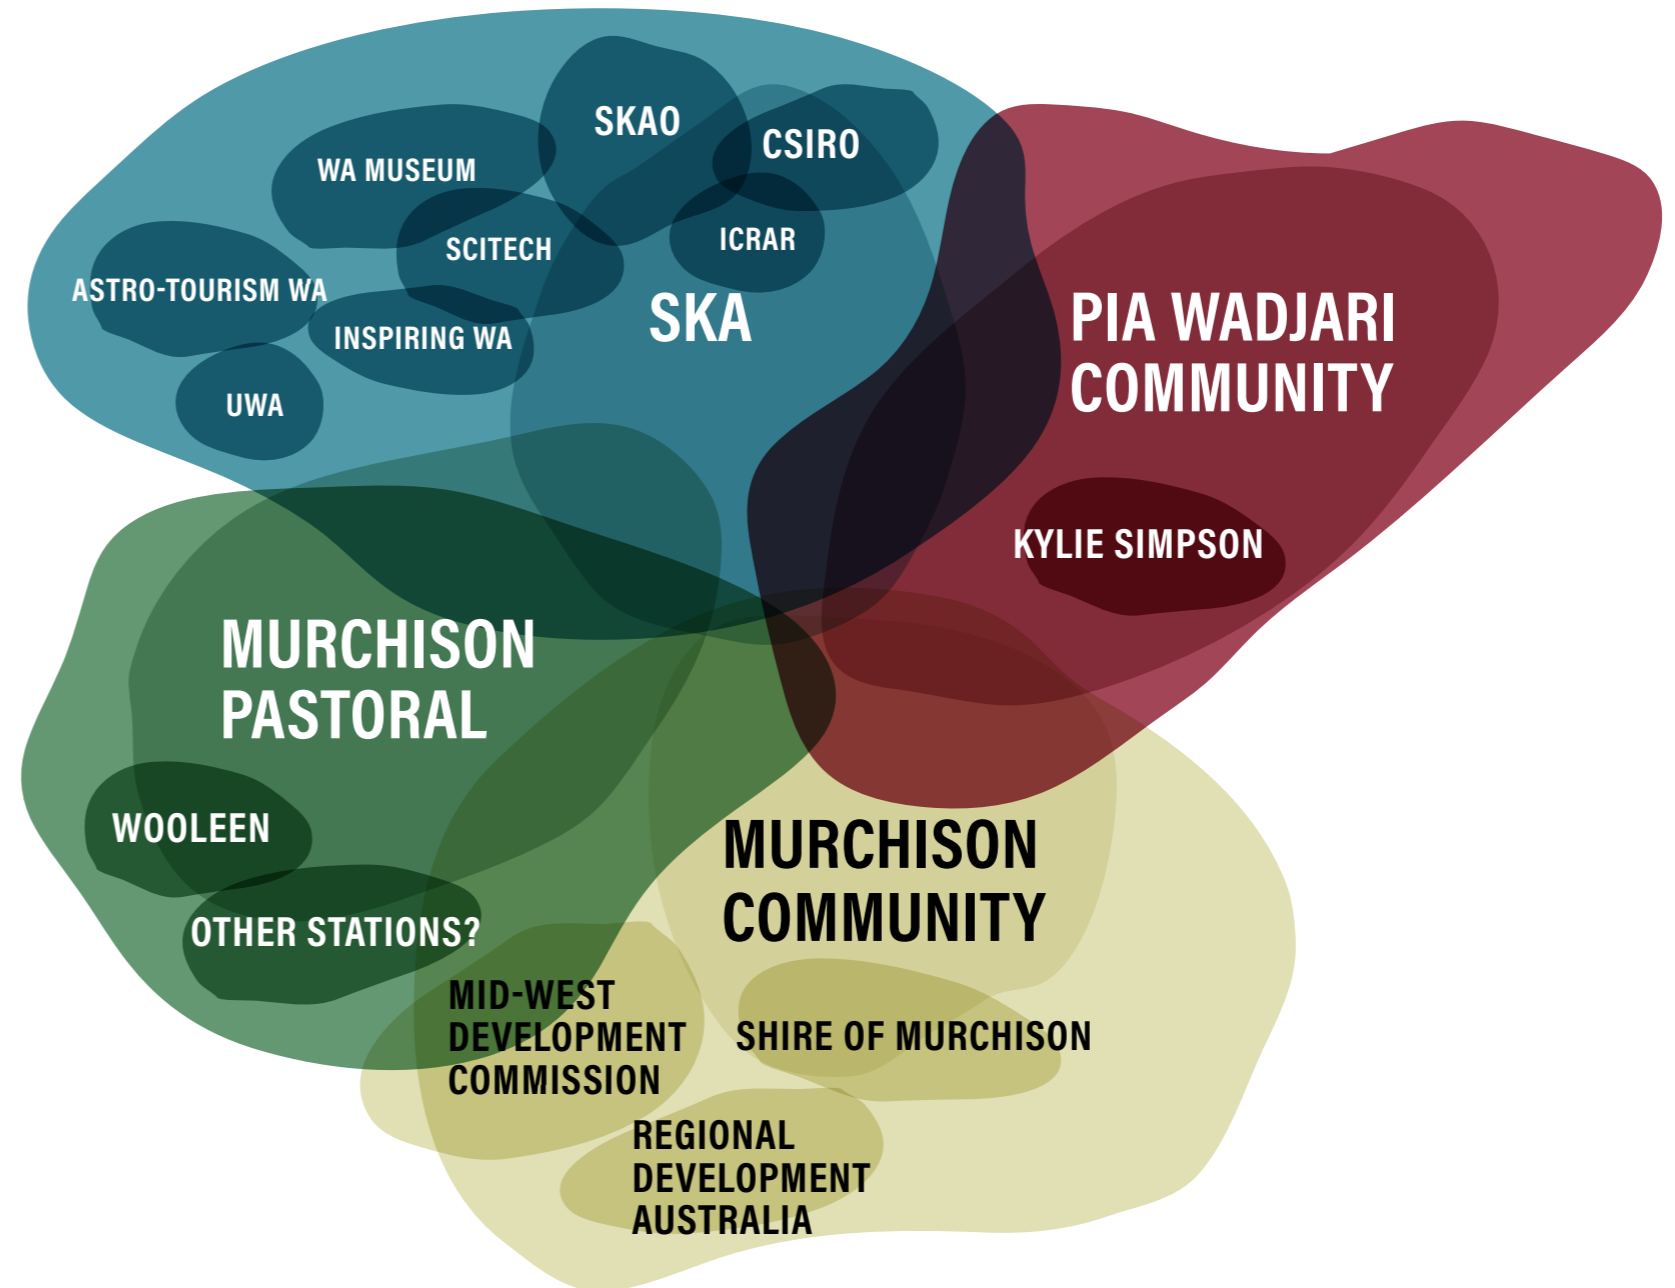 SKAO
CSIRO
WA MUSEUM
SCITECH
ICRAR
ASTRO-TOURISM WA
INSPIRING WA
SKA
UWA
PIA WADJARI
COMMUNITY
KYLIE SIMPSON
MURCHISON
PASTORAL
WOOLEEN
OTHER STATIONS?
MURCHISON
COMMUNITY
MID-WEST
DEVELOPMENT
COMMISSION
SHIRE OF MURCHISON
REGIONAL
DEVELOPMENT
AUSTRALIA